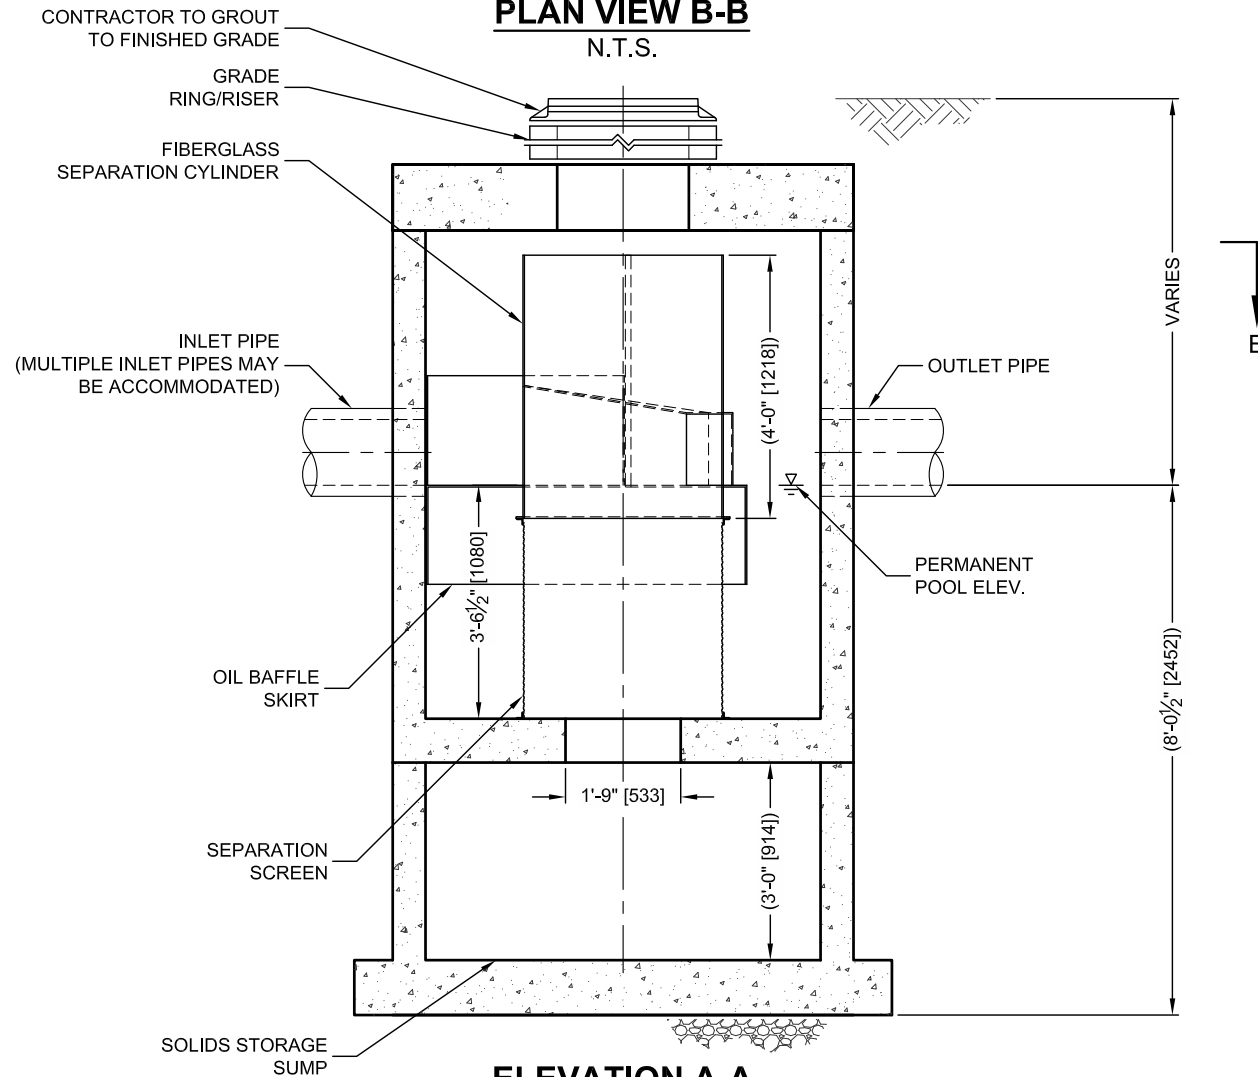 PLAN VIEW B-B
N.T.S.
CONTRACTOR TO GROUT
TO FINISHED GRADE
GRADE
RING/RISER
FIBERGLASS
SEPARATION CYLINDER
INLET PIPE
(MULTIPLE INLET PIPES MAY
BE ACCOMMODATED)
OUTLET PIPE
VARIES
(4'-0" [1218])
3'-6½" [1080]
PERMANENT
POOL ELEV.
OIL BAFFLE
SKIRT
(8'-0½" [2452])
1'-9" [533]
(3'-0" [914])
SEPARATION
SCREEN
SOLIDS STORAGE
SUMP
ELEVATION A-A